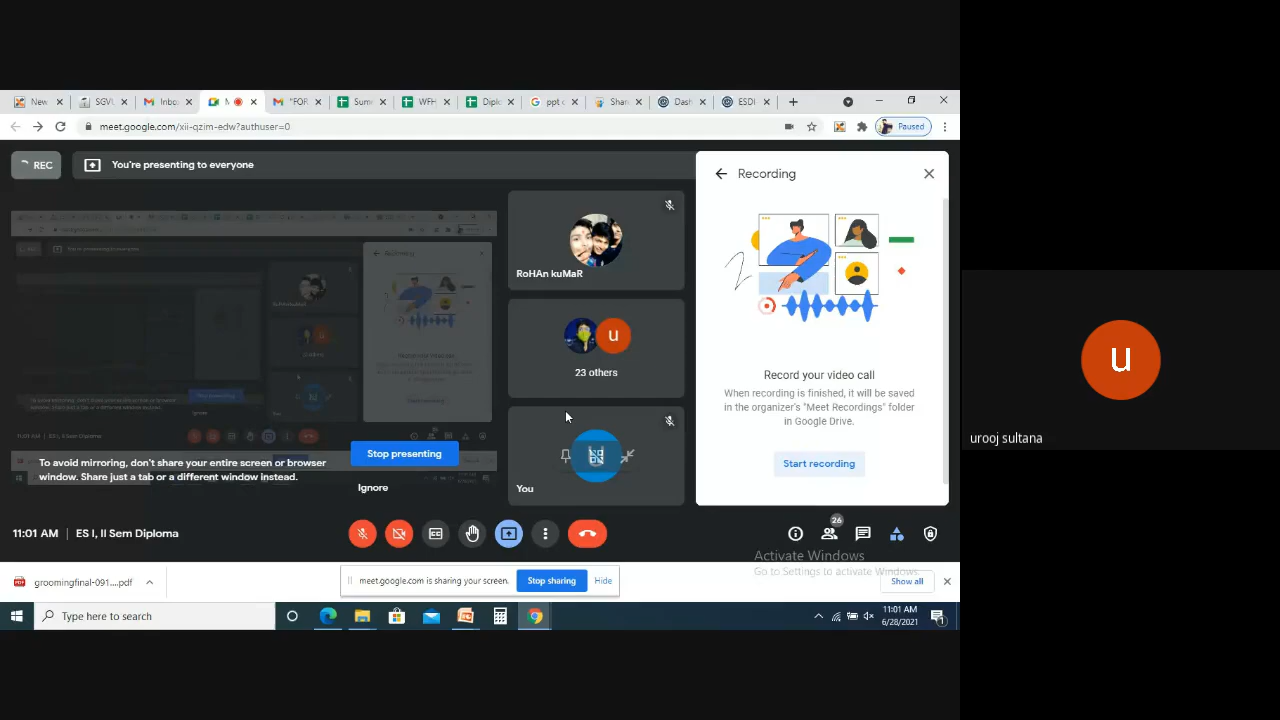 New
SGVU
Inbo
M
"FOR
Sum
WFH
Diplo
ppt o
Shar
Dash
ESDI
meet.google.com/xii-qzim-edw?authuser=0
Paused
REC
You're presenting to everyone
Recording
RoHAn kuMaR
u
23 others
You
To avoid mirroring, don't share your entire screen or browser
window. Share just a tab or a different window instead.
Stop presenting
Ignore
Record your video call
When recording is finished, it will be saved
in the organizer's "Meet Recordings" folder
in Google Drive.
Start recording
11:01 AM | ES I, II Sem Diploma
26
Activate Windows
Go to Settings to activate Windows.
groomingfinal-091....pdf
meet.google.com is sharing your screen.
Stop sharing
Hide
Show all
Type here to search
11:01 AM
6/28/2021
1
u
urooj sultana